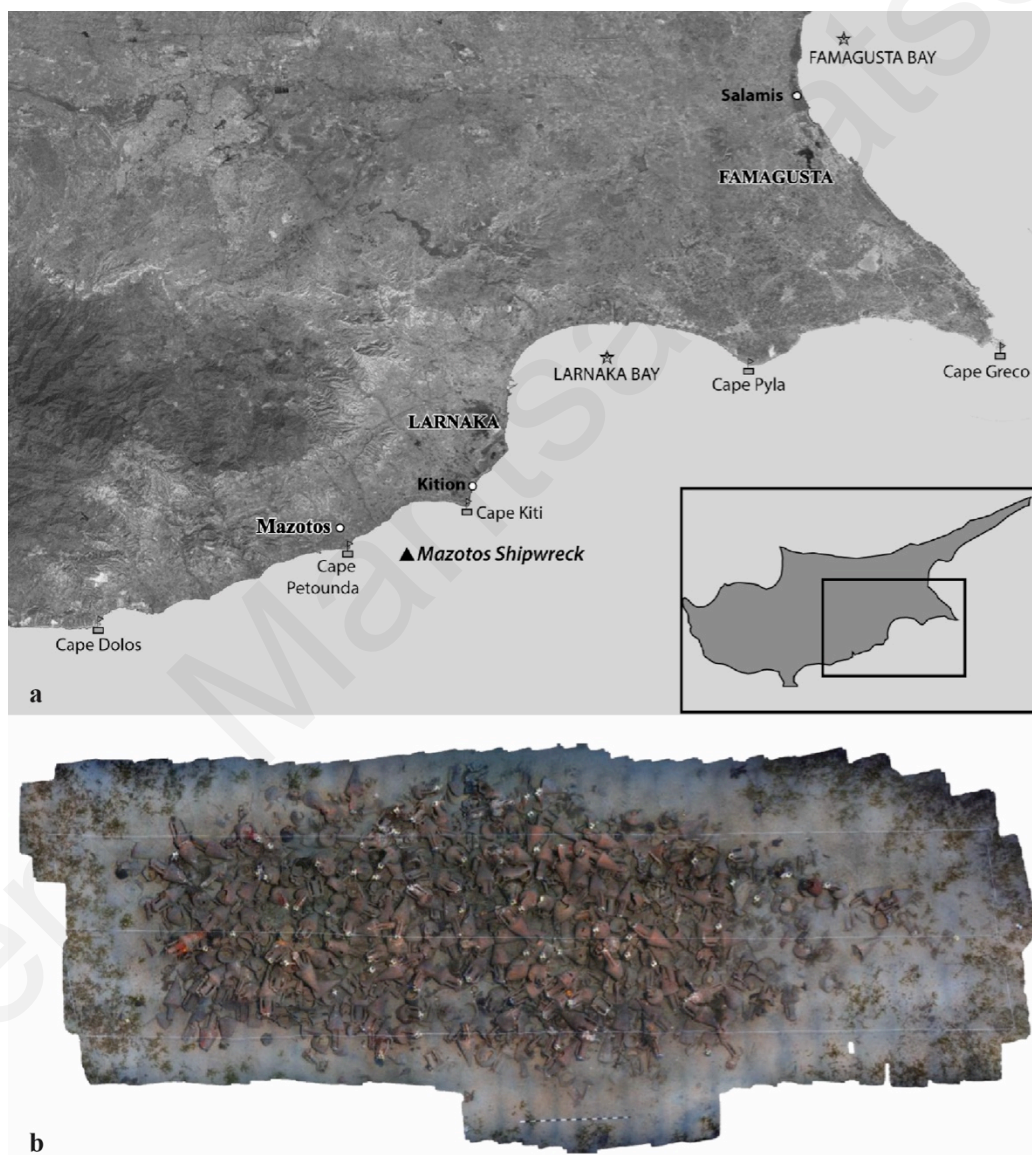 FAMAGUSTA BAY
Salamis
FAMAGUSTA
LARNAKA BAY
Cape Pyla
Cape Greco
LARNAKA
Kition
Cape Kiti
Mazotos
Mazotos Shipwreck
Cape
Petounda
Cape Dolos
a
b